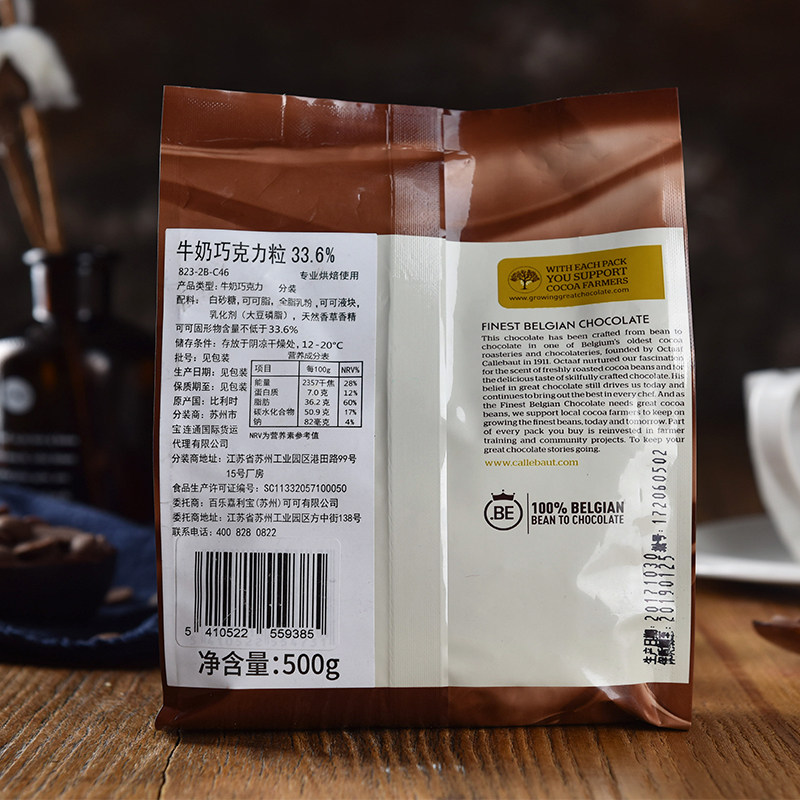 牛奶巧克力粒 33.6%
823-2B-C46 专业烘焙使用
产品类型: 牛奶巧克力 分装
配料: 白砂糖,可可脂,全脂乳粉,可可液块,
乳化剂(大豆磷脂),天然香草香精
可可固形物含量不低于33.6%
储存条件: 存放于阴凉干燥处, 12-20℃
批号: 见包装
生产日期: 见包装
保质期至: 见包装
原产国: 比利时
分装商: 苏州市
宝连通国际货运
代理有限公司
营养成分表
项目 每100g NRV%
能量 2357千焦 28%
蛋白质 7.0 克 12%
脂肪 36.2 克 60%
碳水化合物 50.9 克 17%
钠 82毫克 4%
NRV为营养素参考值
分装商地址: 江苏省苏州工业园区港田路99号
15号厂房
食品生产许可证编号: SC11332057100050
委托商: 百乐嘉利宝(苏州)可可有限公司
委托商地址: 江苏省苏州工业园区方中街138号
联系电话: 400 828 0822
5 410522 559385
净含量:500g
WITH EACH PACK
YOU SUPPORT
COCOA FARMERS
www.growinggreatchocolate.com
FINEST BELGIAN CHOCOLATE
This chocolate has been crafted from bean to
chocolate in one of Belgium's oldest cocoa
roasteries and chocolateries, founded by Octaaf
Callebaut in 1911. Octaaf nurtured our fascination
for the scent of freshly roasted cocoa beans and for
the delicious taste of skilfully crafted chocolate. His
belief in great chocolate still drives us today and
continues to bring out the best in every chef. And as
the Finest Belgian Chocolate needs great cocoa
beans, we support local cocoa farmers to keep on
growing the finest beans, today and tomorrow. Part
of every pack you buy is reinvested in farmer
training and community projects. To keep your
great chocolate stories going.
www.callebaut.com
.BE
100% BELGIAN
BEAN TO CHOCOLATE
生产日期: 20171030 编号: 172060502
20190125